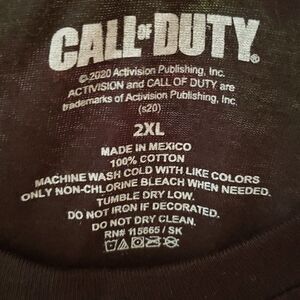 CALL OF DUTY®
© 2020 Activision Publishing, Inc.
ACTIVISION and CALL OF DUTY are
trademarks of Activision Publishing, Inc.
(s20)
2XL
MADE IN MEXICO
100% COTTON
MACHINE WASH COLD WITH LIKE COLORS
ONLY NON-CHLORINE BLEACH WHEN NEEDED.
TUMBLE DRY LOW.
DO NOT IRON IF DECORATED.
DO NOT DRY CLEAN.
RN# 115665 / SK